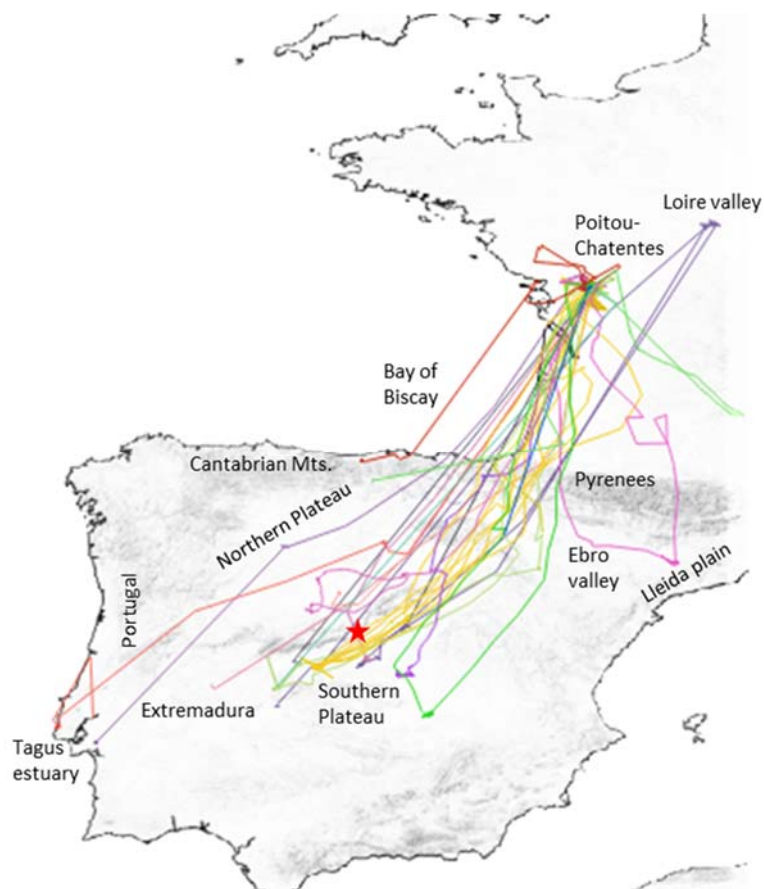 Loire valley
Poitou-
Chatentes
Bay of
Biscay
Cantabrian Mts.
Pyrenees
Northern Plateau
Ebro
valley
Lleida plain
Portugal
Extremadura
Southern
Plateau
Tagus
estuary